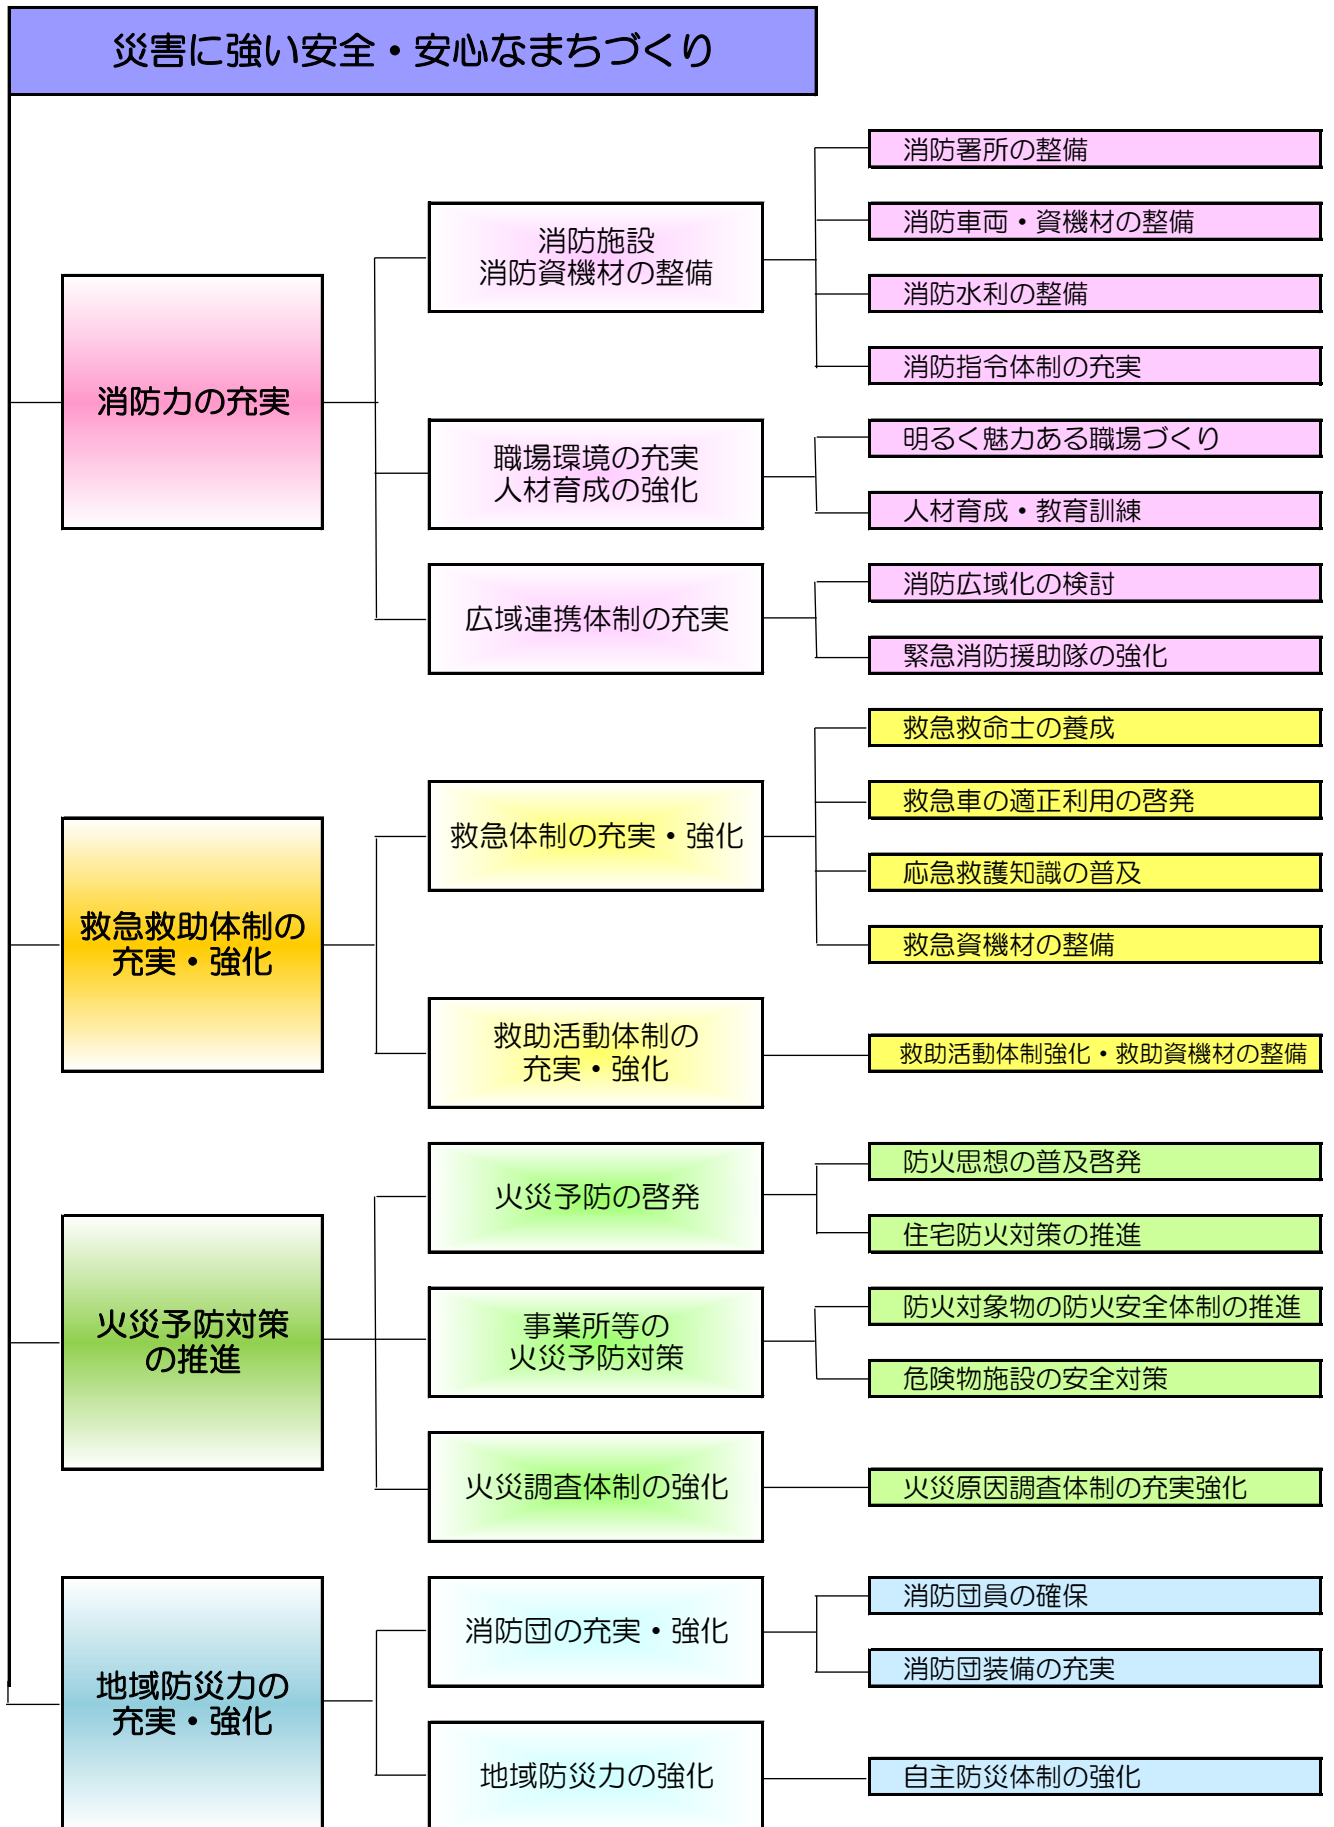 災害に強い安全・安心なまちづくり
消防力の充実
消防施設
消防資機材の整備
消防署所の整備
消防車両・資機材の整備
消防水利の整備
消防指令体制の充実
職場環境の充実
人材育成の強化
明るく魅力ある職場づくり
人材育成・教育訓練
広域連携体制の充実
消防広域化の検討
緊急消防援助隊の強化
救急救助体制の
充実・強化
救急体制の充実・強化
救急救命士の養成
救急車の適正利用の啓発
応急救護知識の普及
救急資機材の整備
救助活動体制の
充実・強化
救助活動体制強化・救助資機材の整備
火災予防対策
の推進
火災予防の啓発
防火思想の普及啓発
住宅防火対策の推進
事業所等の
火災予防対策
防火対象物の防火安全体制の推進
危険物施設の安全対策
火災調査体制の強化
火災原因調査体制の充実強化
地域防災力の
充実・強化
消防団の充実・強化
消防団員の確保
消防団装備の充実
地域防災力の強化
自主防災体制の強化